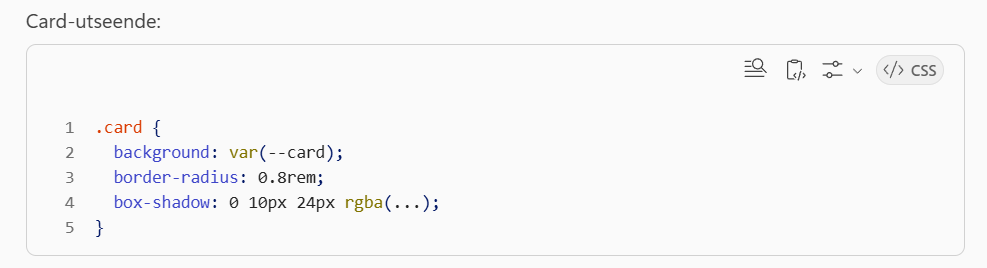 Card-utseende:
CSS
1 .card {
2 background: var(--card);
3 border-radius: 0.8rem;
4 box-shadow: 0 10px 24px rgba(...);
5 }